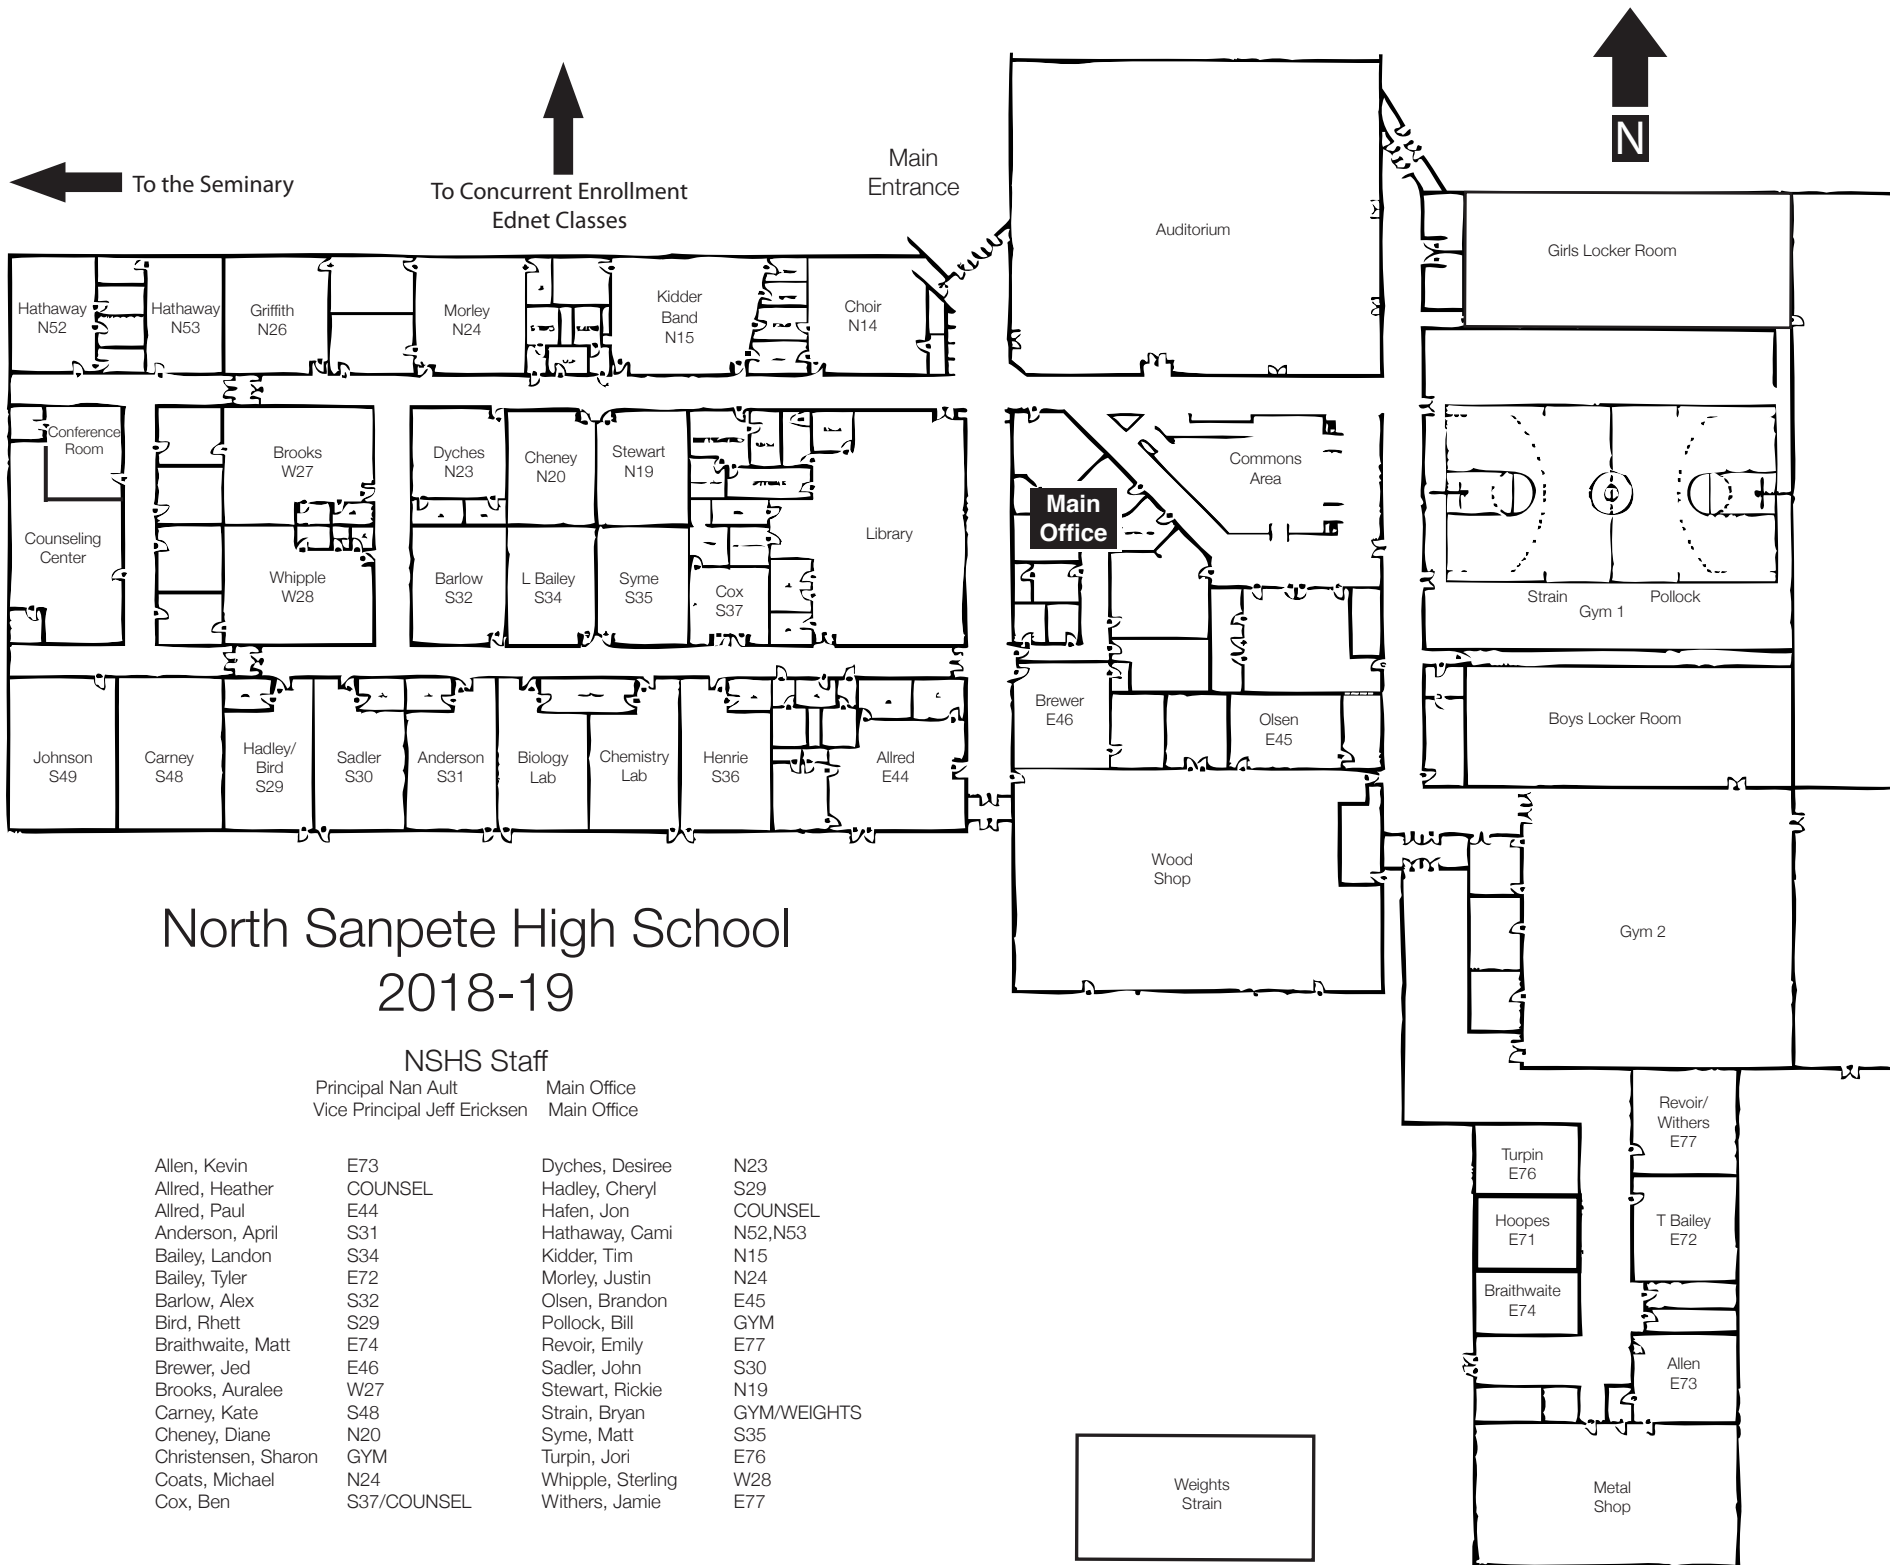 N
To the Seminary
To Concurrent Enrollment
Ednet Classes
Main
Entrance
Auditorium
Girls Locker Room
Hathaway
N52
Hathaway
N53
Griffith
N26
Morley
N24
Kidder
Band
N15
Choir
N14
Conference
Room
Counseling
Center
Brooks
W27
Whipple
W28
Dyches
N23
Cheney
N20
Stewart
N19
Barlow
S32
L Bailey
S34
Syme
S35
Cox
S37
Library
Main
Office
Commons
Area
Strain
Pollock
Gym 1
Johnson
S49
Carney
S48
Hadley/
Bird
S29
Sadler
S30
Anderson
S31
Biology
Lab
Chemistry
Lab
Henrie
S36
Allred
E44
Brewer
E46
Olsen
E45
Boys Locker Room
Wood
Shop
Gym 2
Revoir/
Withers
E77
Turpin
E76
Hoopes
E71
T Bailey
E72
Braithwaite
E74
Allen
E73
Metal
Shop
Weights
Strain
North Sanpete High School
2018-19
NSHS Staff
Principal Nan Ault Main Office
Vice Principal Jeff Ericksen Main Office
Allen, Kevin E73
Allred, Heather COUNSEL
Allred, Paul E44
Anderson, April S31
Bailey, Landon S34
Bailey, Tyler E72
Barlow, Alex S32
Bird, Rhett S29
Braithwaite, Matt E74
Brewer, Jed E46
Brooks, Auralee W27
Carney, Kate S48
Cheney, Diane N20
Christensen, Sharon GYM
Coats, Michael N24
Cox, Ben S37/COUNSEL
Dyches, Desiree N23
Hadley, Cheryl S29
Hafen, Jon COUNSEL
Hathaway, Cami N52,N53
Kidder, Tim N15
Morley, Justin N24
Olsen, Brandon E45
Pollock, Bill GYM
Revoir, Emily E77
Sadler, John S30
Stewart, Rickie N19
Strain, Bryan GYM/WEIGHTS
Syme, Matt S35
Turpin, Jori E76
Whipple, Sterling W28
Withers, Jamie E77